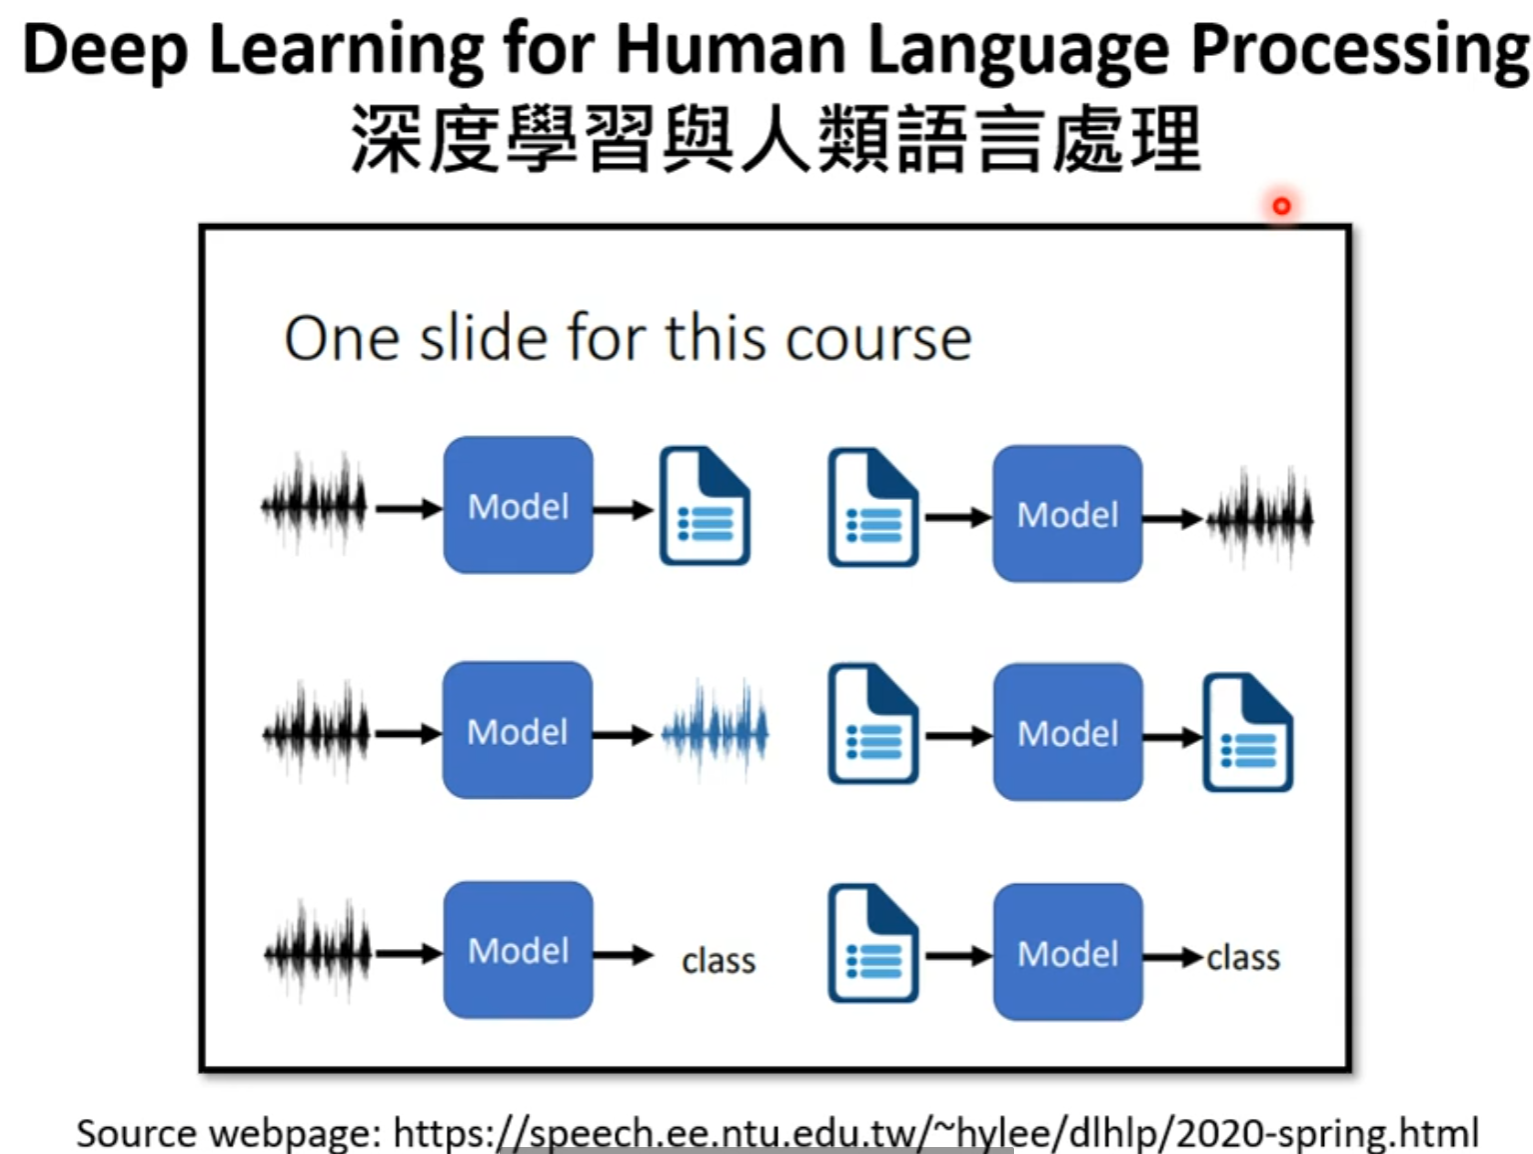 Deep Learning for Human Language Processing
深度學習與人類語言處理
One slide for this course
Model
Model
Model
Model
Model
class
Model
class
Source webpage: https://speech.ee.ntu.edu.tw/~hylee/dlhlp/2020-spring.html